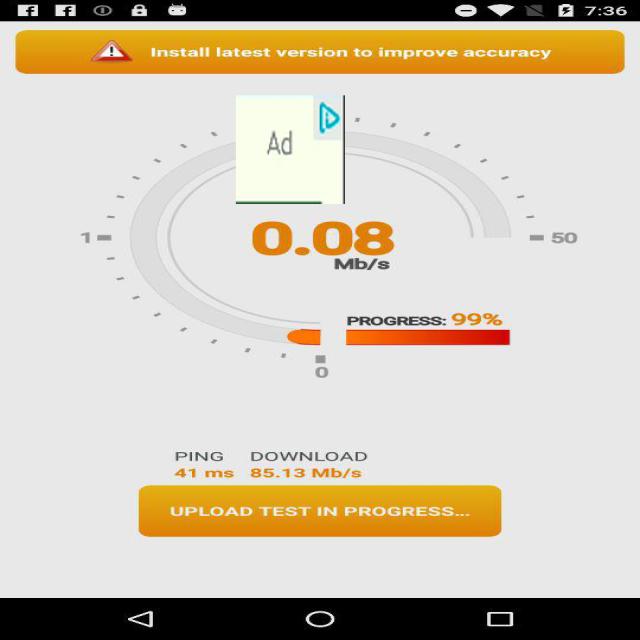 7:36
Install latest version to improve accuracy
Ad
1
50
0.08
Mb/s
PROGRESS: 99%
0
PING DOWNLOAD
41 ms 85.13 Mb/s
UPLOAD TEST IN PROGRESS...